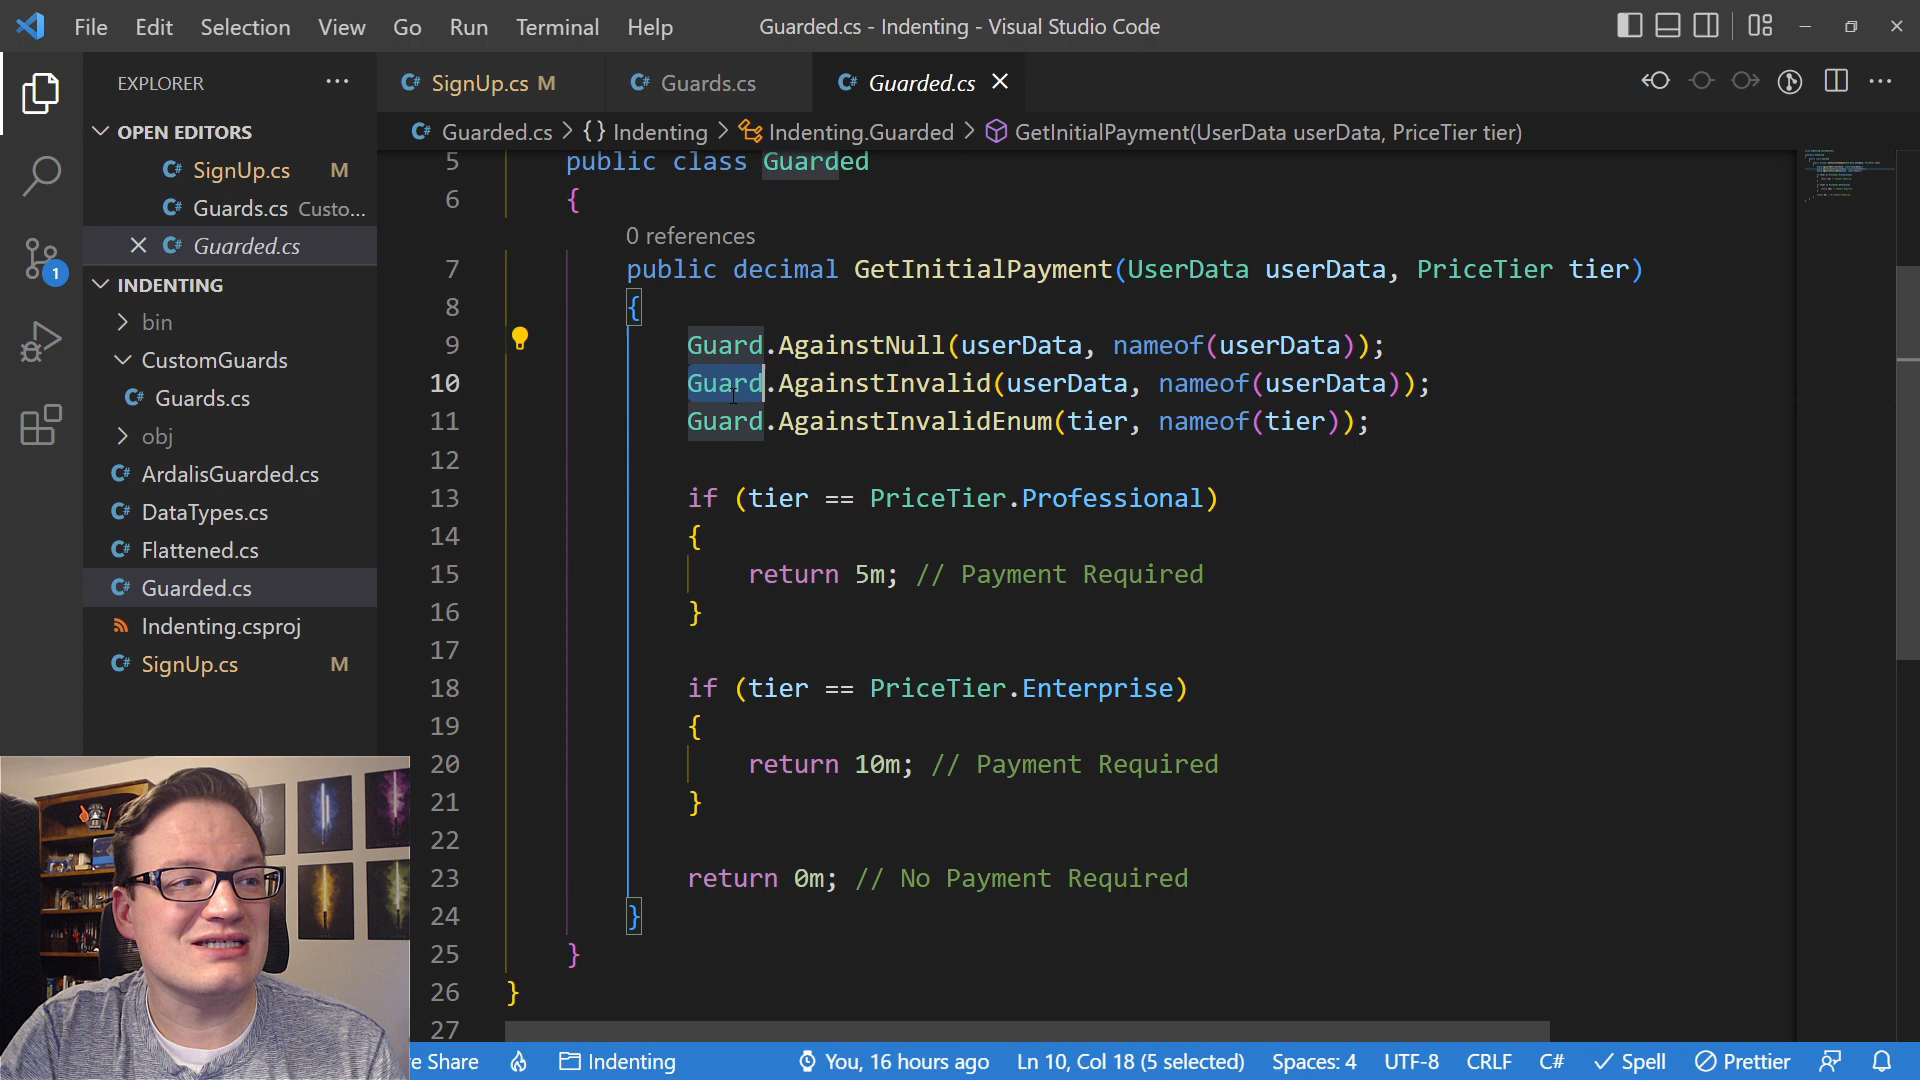 File Edit Selection View Go Run Terminal Help
Guarded.cs - Indenting - Visual Studio Code
EXPLORER
SignUp.cs M
Guards.cs
Guarded.cs
OPEN EDITORS
SignUp.cs M
Guards.cs Custo...
Guarded.cs
1
INDENTING
bin
CustomGuards
Guards.cs
obj
ArdalisGuarded.cs
DataTypes.cs
Flattened.cs
Guarded.cs
Indenting.csproj
SignUp.cs M
Guarded.cs > {} Indenting > Indenting.Guarded > GetInitialPayment(UserData userData, PriceTier tier)
5 public class Guarded
6 {
0 references
7 public decimal GetInitialPayment(UserData userData, PriceTier tier)
8 {
9 Guard.AgainstNull(userData, nameof(userData));
10 Guard.AgainstInvalid(userData, nameof(userData));
11 Guard.AgainstInvalidEnum(tier, nameof(tier));
12
13 if (tier == PriceTier.Professional)
14 {
15 return 5m; // Payment Required
16 }
17
18 if (tier == PriceTier.Enterprise)
19 {
20 return 10m; // Payment Required
21 }
22
23 return 0m; // No Payment Required
24 }
25 }
26 }
27
e Share Indenting You, 16 hours ago Ln 10, Col 18 (5 selected) Spaces: 4 UTF-8 CRLF C# Spell Prettier